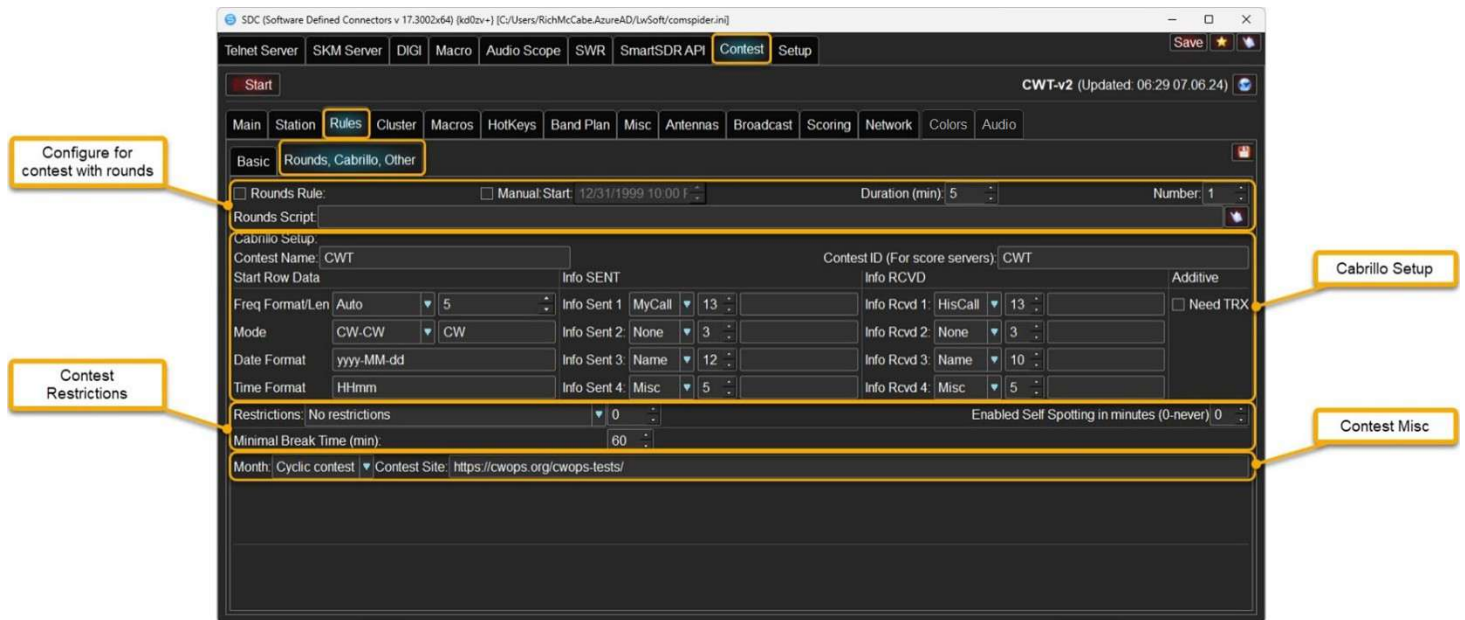 SDC (Software Defined Connectors v 17.3002x64) (kd0zv+) [C:/Users/RichMcCabe.AzureAD/LwSoft/comspider.ini]
Telnet Server SKM Server DIGI Macro Audio Scope SWR SmartSDR API Contest Setup Save
Start CWT-v2 (Updated: 06:29 07.06.24)
Main Station Rules Cluster Macros HotKeys Band Plan Misc Antennas Broadcast Scoring Network Colors Audio
Basic Rounds, Cabrillo, Other
Configure for
contest with rounds
Rounds Rule: Manual Start: 12/31/1999 10:00 Duration (min): 5 Number: 1
Rounds Script:
Cabrillo Setup:
Contest Name: CWT Contest ID (For score servers): CWT
Start Row Data Info SENT Info RCVD Additive
Freq Format/Len Auto 5 Info Sent 1 MyCall 13 Info Rcvd 1: HisCall 13 Need TRX
Mode CW-CW CW Info Sent 2: None 3 Info Rcvd 2: None 3
Date Format yyyy-MM-dd Info Sent 3: Name 12 Info Rcvd 3: Name 10
Time Format HHmm Info Sent 4: Misc 5 Info Rcvd 4: Misc 5
Cabrillo Setup
Contest
Restrictions
Restrictions: No restrictions 0 Enabled Self Spotting in minutes (0-never) 0
Minimal Break Time (min): 60
Contest Misc
Month: Cyclic contest Contest Site: https://cwops.org/cwops-tests/